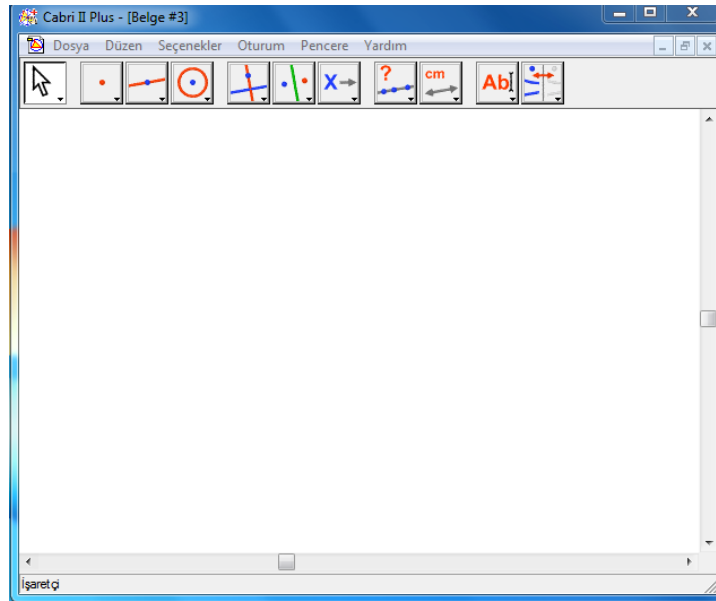 Cabri II Plus - [Belge #3]
Dosya Düzen Seçenekler Oturum Pencere Yardım
X ? cm Ab
İşaretçi